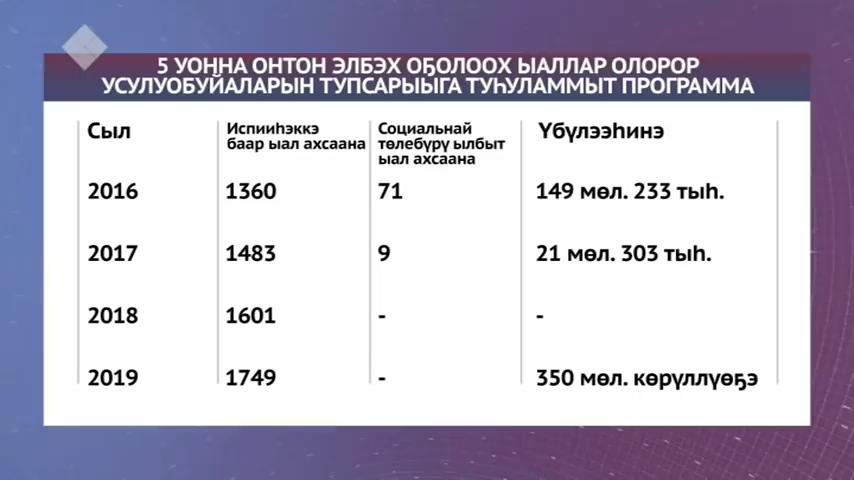 5 УОННА ОНТОН ЭЛБЭХ ОҔОЛООХ ЫАЛЛАР ОЛОРОР
УСУЛУОБУЙАЛАРЫН ТУПСАРЫЫГА ТУҺУЛАММЫТ ПРОГРАММА
Сыл
Испииһэккэ
баар ыал ахсаана
Социальнай
төлебүрү ылбыт
ыал ахсаана
Үбүлээһинэ
2016 1360 71 149 мөл. 233 тыһ.
2017 1483 9 21 мөл. 303 тыһ.
2018 1601 - -
2019 1749 - 350 мөл. көрүллүөҕэ